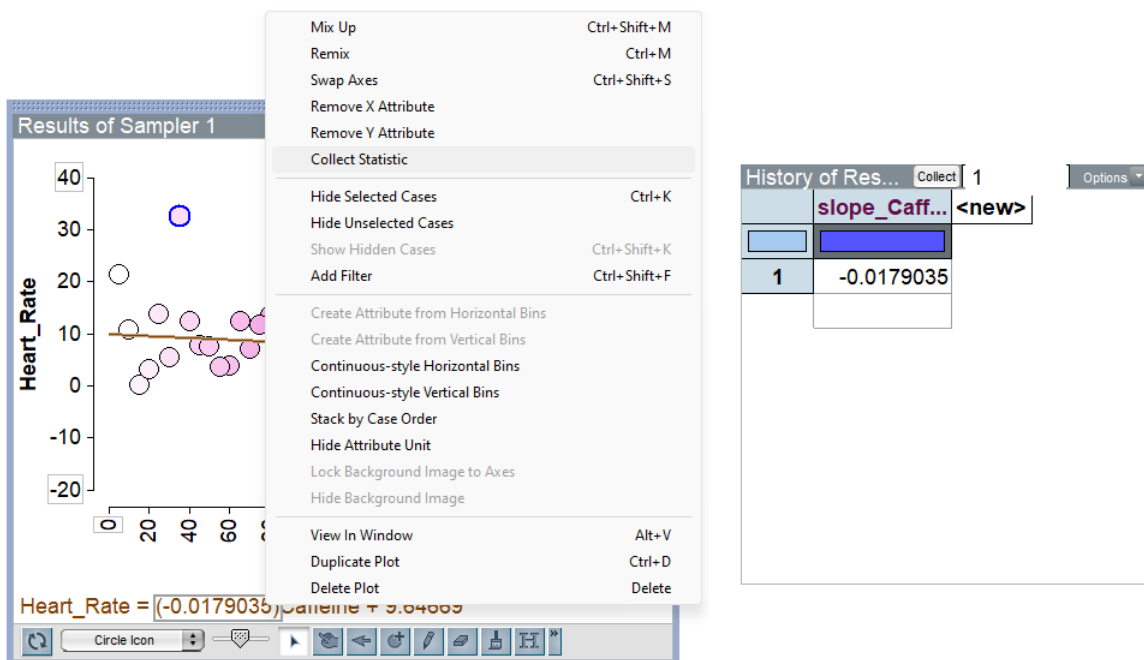 Mix Up Ctrl+Shift+M
Remix Ctrl+M
Swap Axes Ctrl+Shift+S
Remove X Attribute
Remove Y Attribute
Collect Statistic
Hide Selected Cases Ctrl+K
Hide Unselected Cases
Show Hidden Cases Ctrl+Shift+K
Add Filter Ctrl+Shift+F
Create Attribute from Horizontal Bins
Create Attribute from Vertical Bins
Continuous-style Horizontal Bins
Continuous-style Vertical Bins
Stack by Case Order
Hide Attribute Unit
Lock Background Image to Axes
Hide Background Image
View In Window Alt+V
Duplicate Plot Ctrl+D
Delete Plot Delete
Results of Sampler 1
40
30
20
10
0
-10
-20
Heart_Rate
0 20 40 60
Heart_Rate = (-0.0179035)Caffeine + 9.64669
Circle Icon
History of Res... Collect 1 Options
slope_Caff... <new>
1 -0.0179035